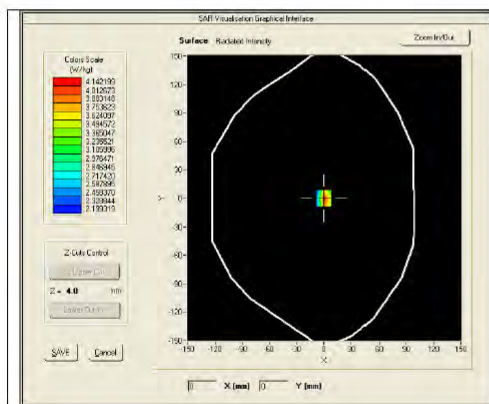 SAR Visualisation Graphical Interface
Surface Radiated Intensity
Zoom In/Out
Colors Scale
(W/kg)
4.142199
4.012673
3.883148
3.753623
3.624097
3.494572
3.365047
3.235521
3.105996
2.976471
2.846945
2.717420
2.587895
2.458370
2.328844
2.199319
150
120
90
60
30
0
-30
-60
-90
-120
-150
Y
-150 -120 -90 -60 -30 0 30 60 90 120 150
X
Z-Cuts Control
Z = 4.0 mm
SAVE Cancel
0 X (mm) 0 Y (mm)